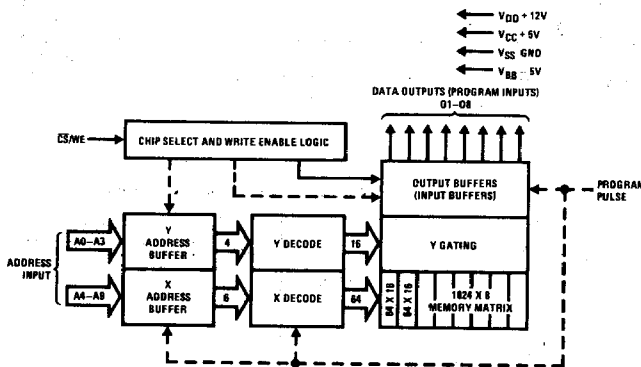 VDD + 12V
VCC + 5V
VSS GND
VBB - 5V
DATA OUTPUTS (PROGRAM INPUTS)
O1–O8
CS/WE
CHIP SELECT AND WRITE ENABLE LOGIC
OUTPUT BUFFERS
(INPUT BUFFERS)
PROGRAM
PULSE
ADDRESS
INPUT
A0–A3
Y
ADDRESS
BUFFER
4
Y DECODE
16
Y GATING
A4–A9
X
ADDRESS
BUFFER
6
X DECODE
64
64 X 16
64 X 16
1024 X 8
MEMORY MATRIX